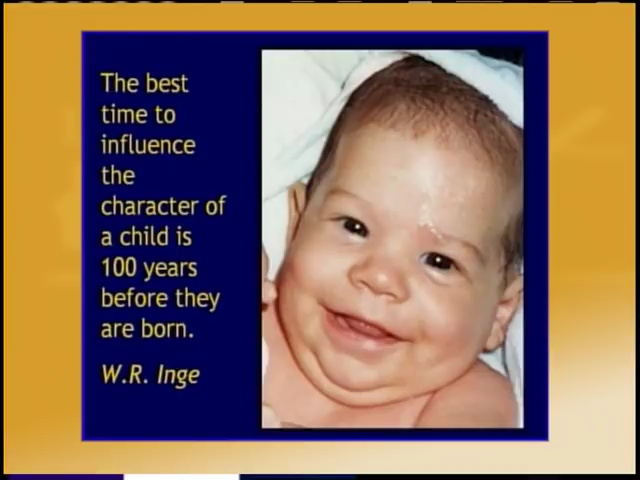 The best
time to
influence
the
character of
a child is
100 years
before they
are born.
W.R. Inge